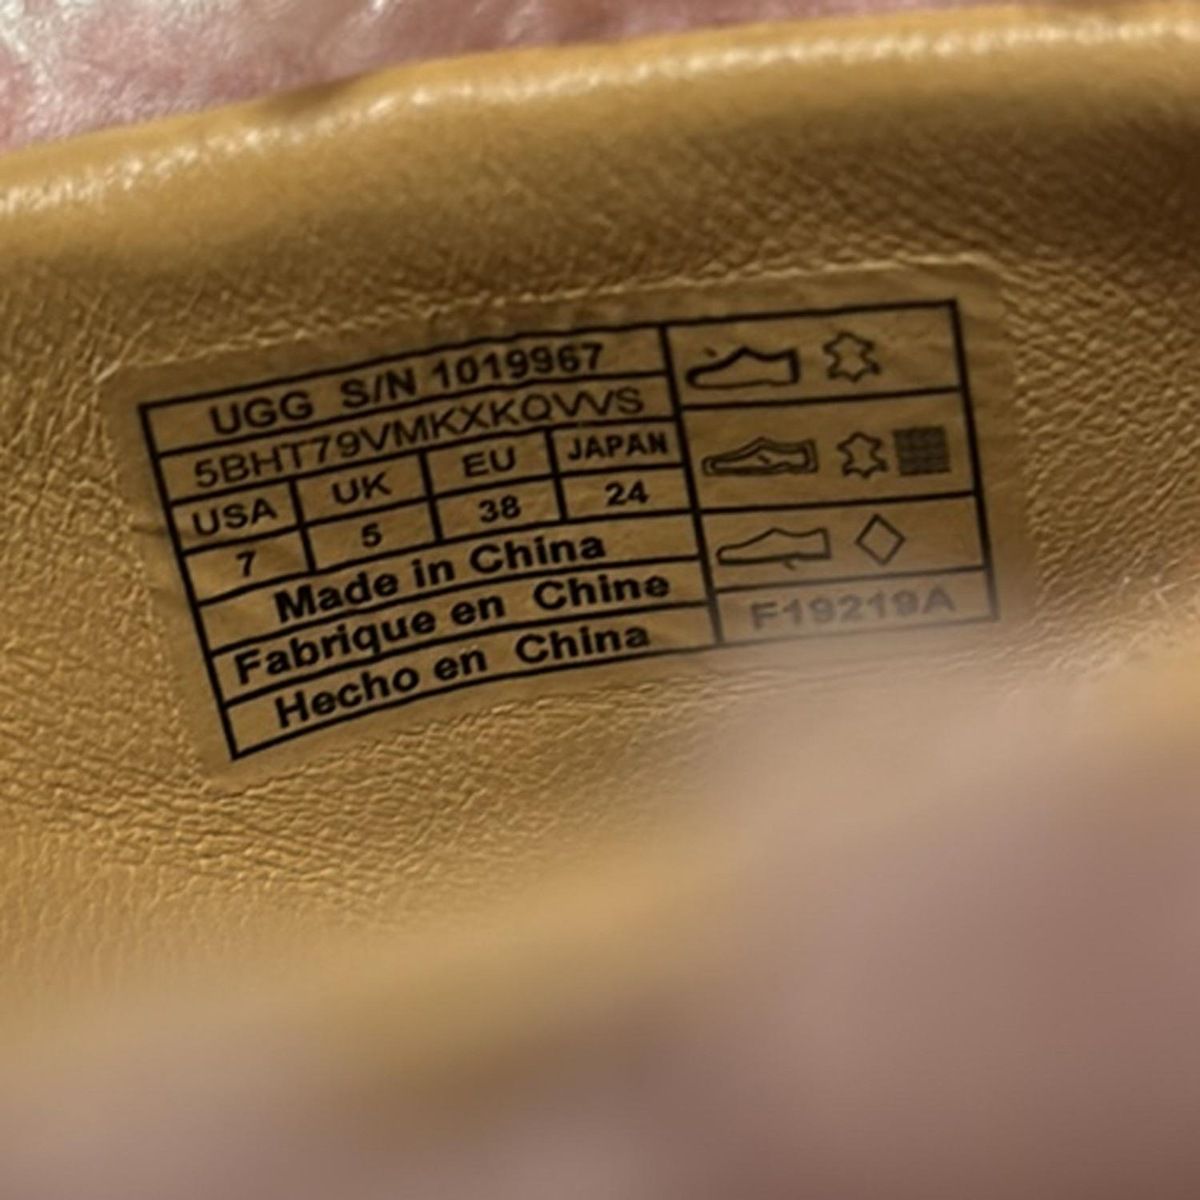 UGG S/N 1019967
5BHT79VMKXKQVVS
USA UK EU JAPAN
7 5 38 24
Made in China
Fabrique en Chine
Hecho en China
F19219A